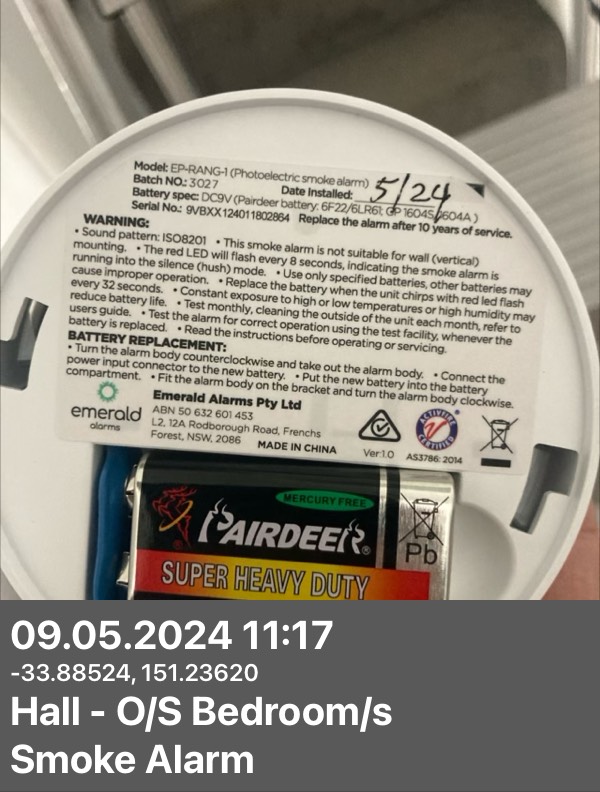 Model: EP-RANG-1 (Photoelectric smoke alarm)
Batch NO.: 3027
Date Installed: 5/24
Battery spec: DC9V (Pairdeer battery: 6F22/6LR61; GP 1604S/1604A)
Serial No.: 9VBXX124011802864 Replace the alarm after 10 years of service.
WARNING:
• Sound pattern: ISO8201 • This smoke alarm is not suitable for wall (vertical)
mounting. • The red LED will flash every 8 seconds, indicating the smoke alarm is
running into the silence (hush) mode. • Use only specified batteries, other batteries may
cause improper operation. • Replace the battery when the unit chirps with red led flash
every 32 seconds. • Constant exposure to high or low temperatures or high humidity may
reduce battery life. • Test monthly, cleaning outside of the unit each month, refer to
users guide. • Test the alarm for correct operation using the test facility, whenever the
battery is replaced. • Read the instructions before operating or servicing.
BATTERY REPLACEMENT:
• Turn the alarm body counterclockwise and take out the alarm body. • Connect the
power input connector to the new battery. • Put the new battery into the battery
compartment. • Fit the alarm body on the bracket and turn the alarm body clockwise.
emerald
alarms
Emerald Alarms Pty Ltd
ABN 50 632 601 453
L2, 12A Rodborough Road, Frenchs
Forest, NSW, 2086 MADE IN CHINA
Ver:1.0
ACTIVFIRE
AS3786: 2014
MERCURY FREE
PAIRDEER®
Pb
SUPER HEAVY DUTY
09.05.2024 11:17
-33.88524, 151.23620
Hall - O/S Bedroom/s
Smoke Alarm